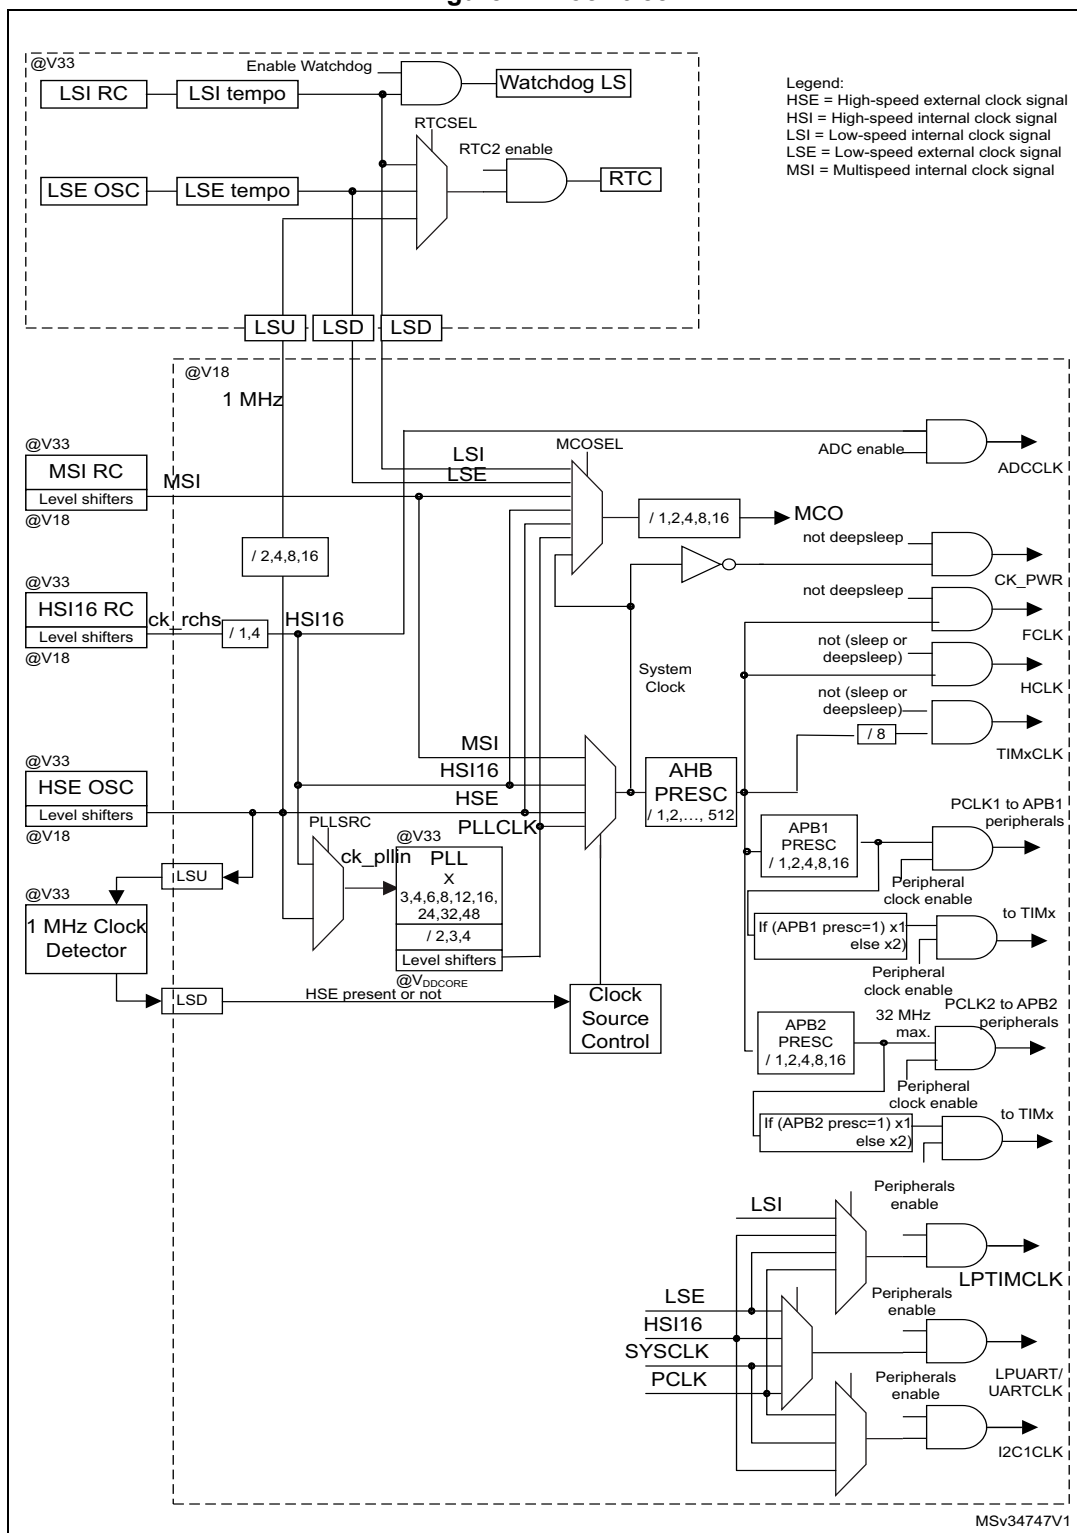 @V33
Enable Watchdog
LSI RC
LSI tempo
Watchdog LS
Legend:
HSE = High-speed external clock signal
HSI = High-speed internal clock signal
LSI = Low-speed internal clock signal
LSE = Low-speed external clock signal
MSI = Multispeed internal clock signal
RTCSEL
RTC2 enable
LSE OSC
LSE tempo
RTC
LSU
LSD
LSD
@V18
1 MHz
@V33
MSI RC
Level shifters
@V18
MSI
LSI
LSE
MCOSEL
ADC enable
ADCCLK
/ 1,2,4,8,16
MCO
/ 2,4,8,16
not deepsleep
CK_PWR
@V33
HSI16 RC
Level shifters
@V18
ck_rchs
/ 1,4
HSI16
not deepsleep
FCLK
not (sleep or
deepsleep)
HCLK
System
Clock
not (sleep or
deepsleep)
/ 8
TIMxCLK
MSI
HSI16
HSE
PLLCLK
@V33
HSE OSC
Level shifters
@V18
AHB
PRESC
/ 1,2,..., 512
PLLSRC
ck_pllin
@V33
PLL
X
3,4,6,8,12,16,
24,32,48
/ 2,3,4
Level shifters
@VDDCORE
APB1
PRESC
/ 1,2,4,8,16
PCLK1 to APB1
peripherals
Peripheral
clock enable
LSU
@V33
1 MHz Clock
Detector
LSD
HSE present or not
Clock
Source
Control
If (APB1 presc=1) x1
else x2)
to TIMx
Peripheral
clock enable
APB2
PRESC
/ 1,2,4,8,16
32 MHz
max.
PCLK2 to APB2
peripherals
Peripheral
clock enable
If (APB2 presc=1) x1
else x2)
to TIMx
LSI
Peripherals
enable
LPTIMCLK
LSE
HSI16
SYSCLK
PCLK
Peripherals
enable
LPUART/
UARTCLK
Peripherals
enable
I2C1CLK
MSv34747V1